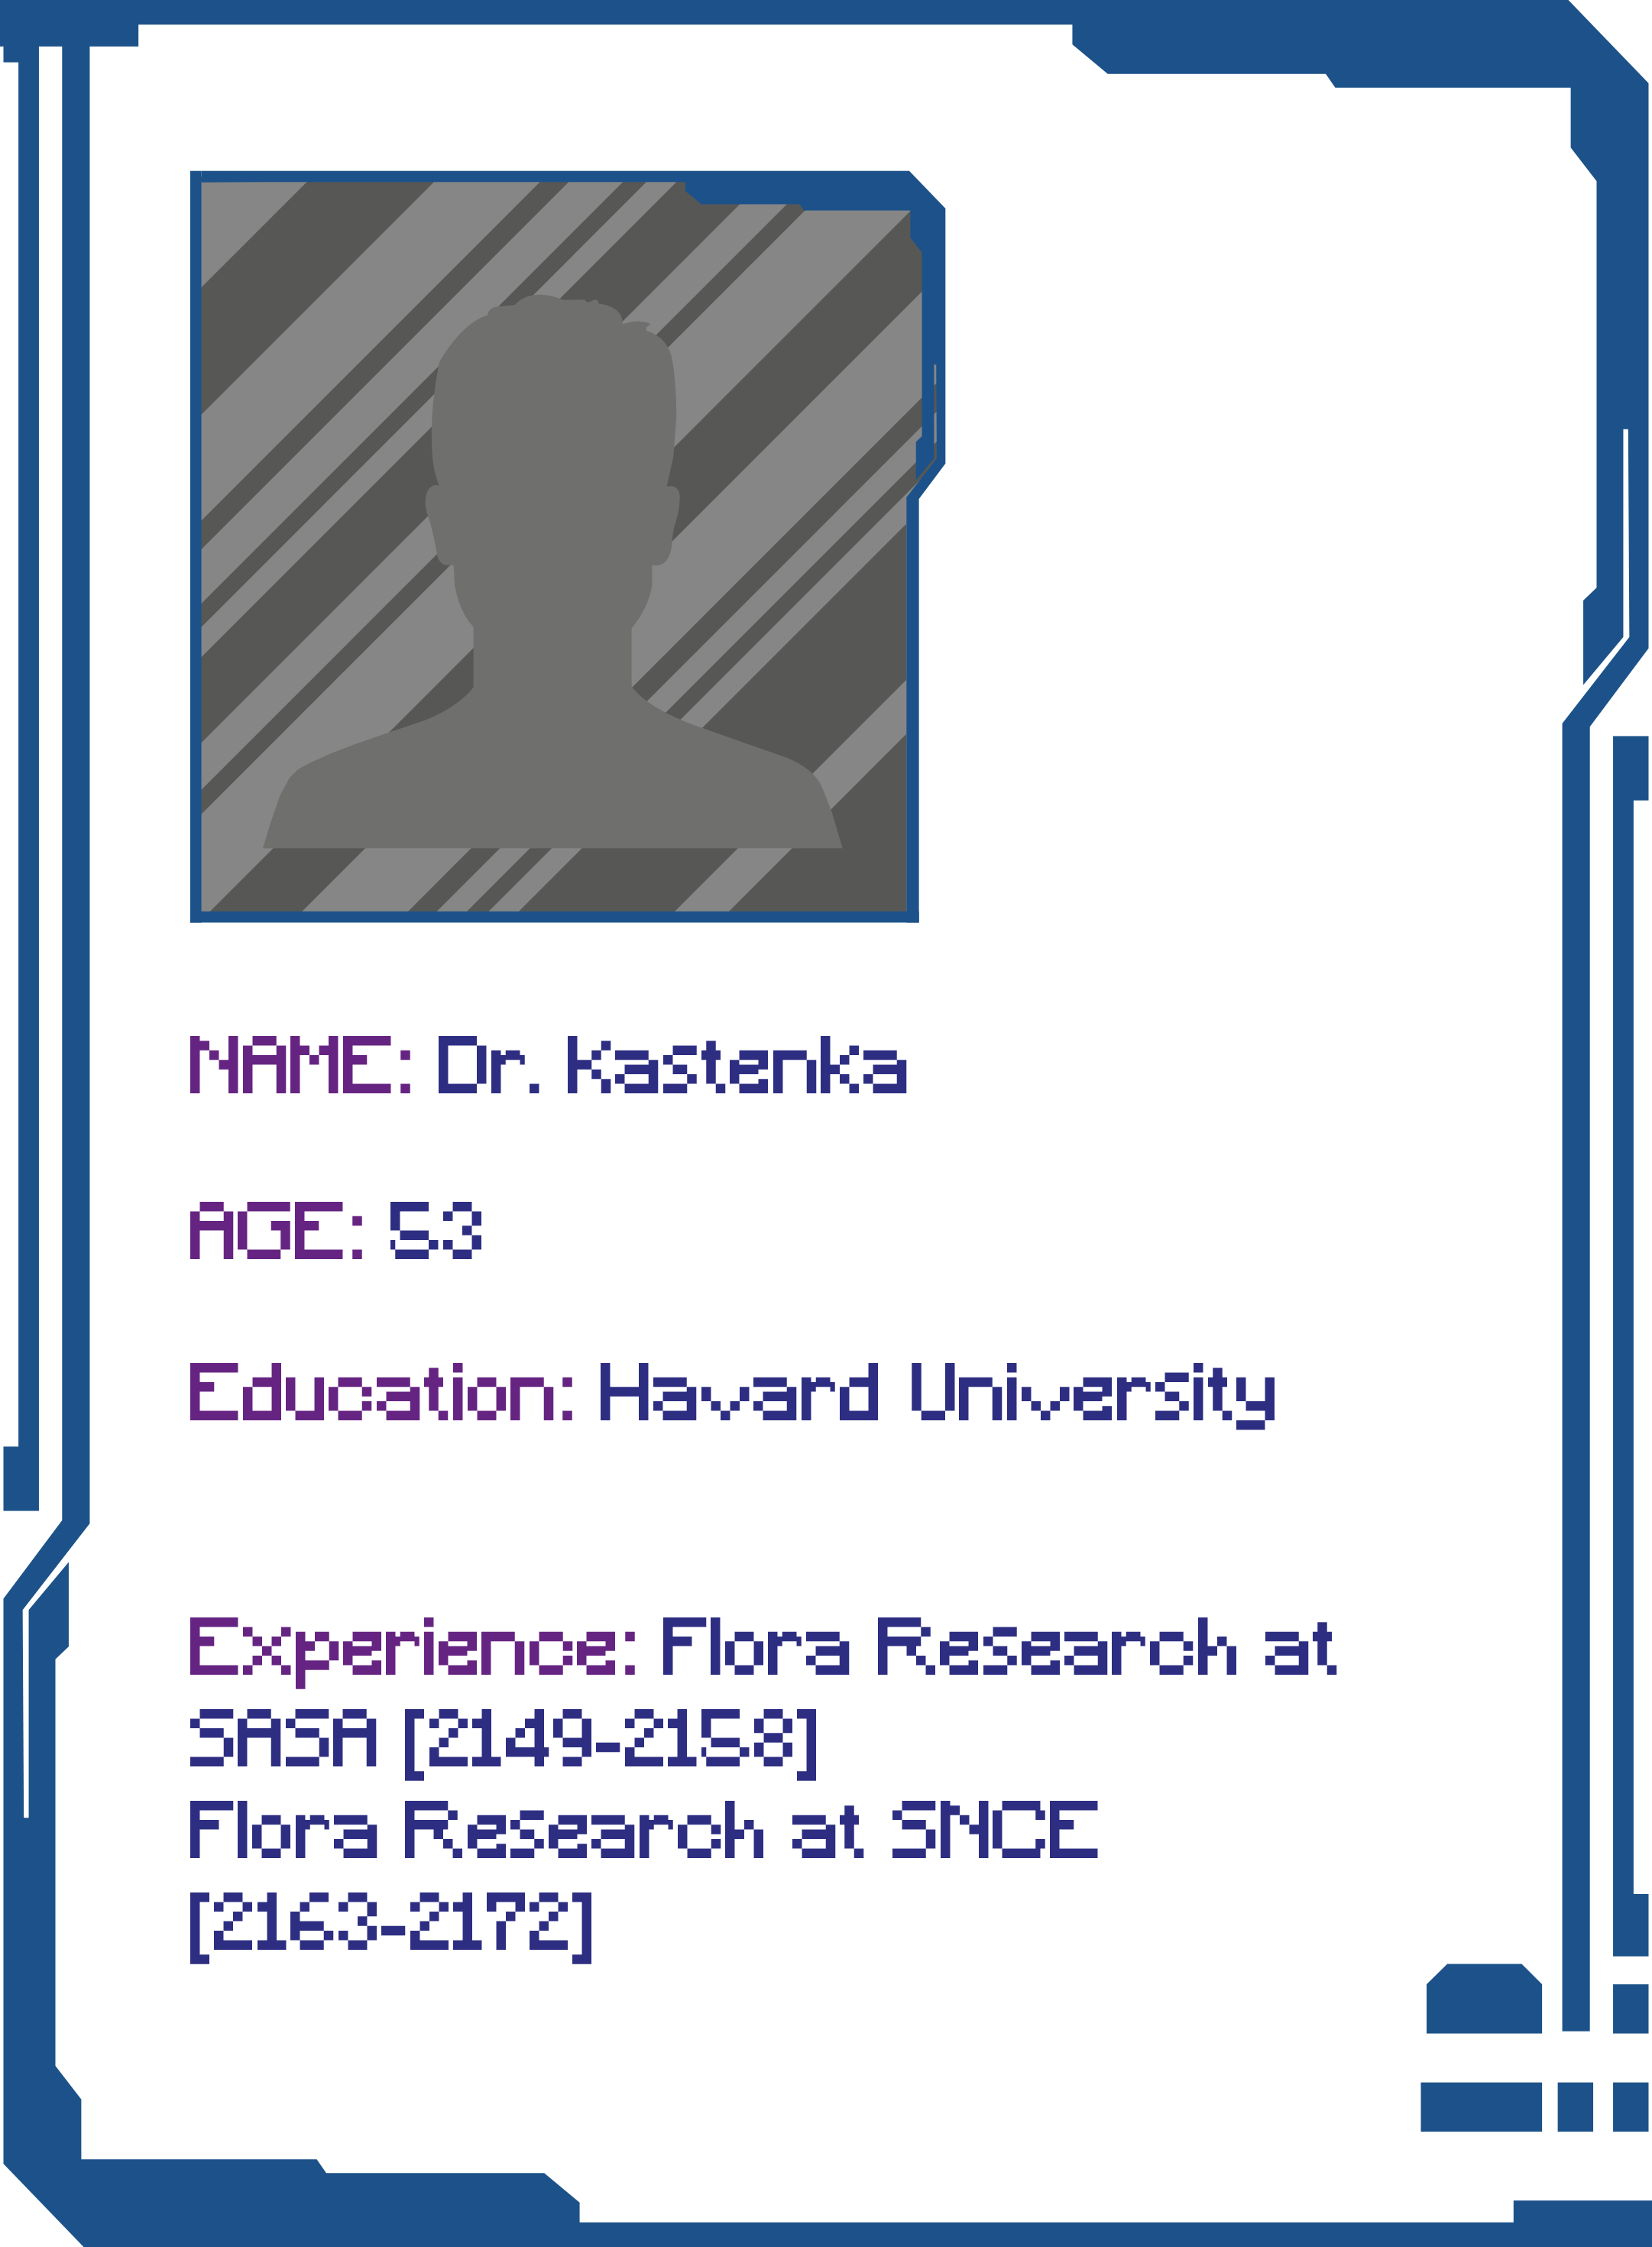 NAME: Dr. Kastenka
AGE: 53
Education: Havard University
Experience: Flora Research at
SASA [2149-2158]
Flora Research at SNCE
[2163-2172]